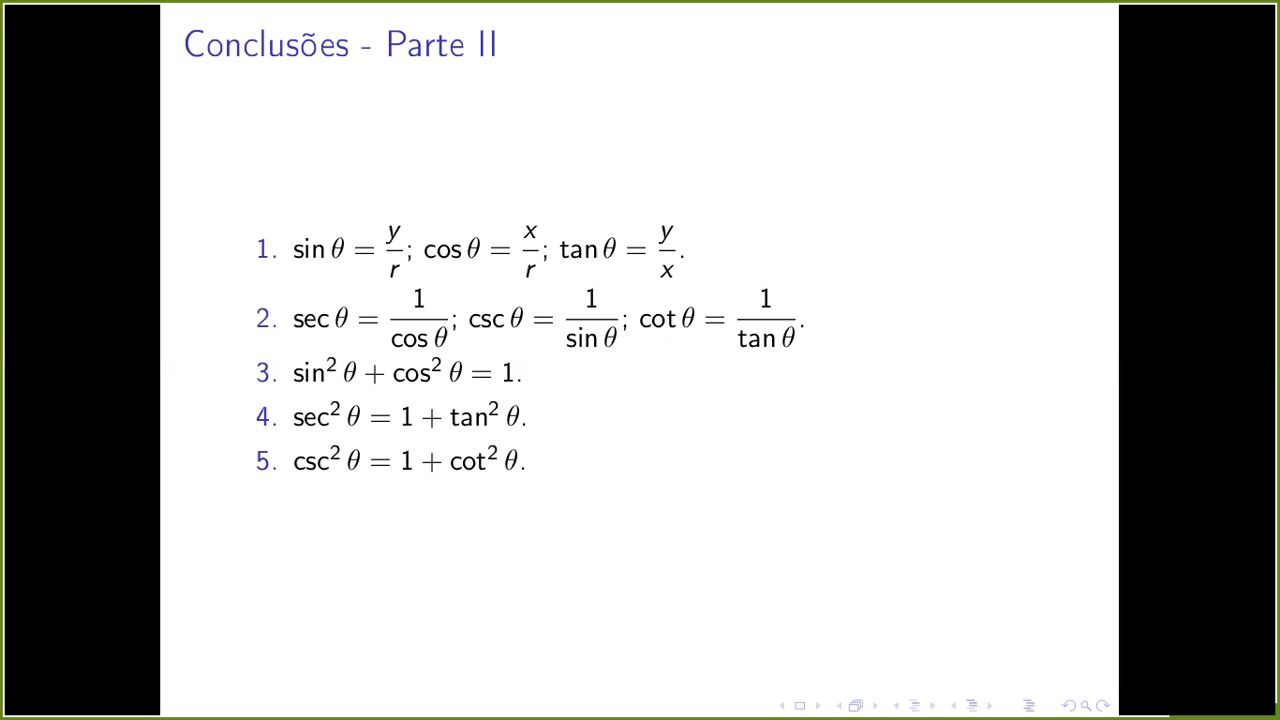 Conclusões - Parte II
1. sin θ = y/r; cos θ = x/r; tan θ = y/x.
2. sec θ = 1/cos θ; csc θ = 1/sin θ; cot θ = 1/tan θ.
3. sin² θ + cos² θ = 1.
4. sec² θ = 1 + tan² θ.
5. csc² θ = 1 + cot² θ.